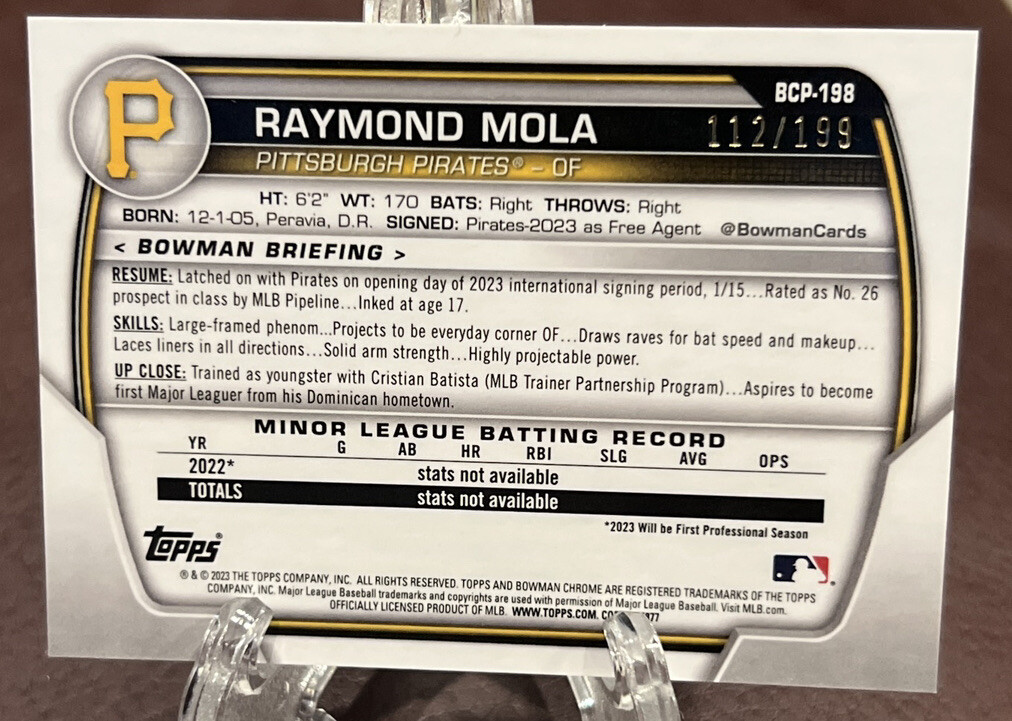 P
BCP-198
RAYMOND MOLA
112/199
PITTSBURGH PIRATES® – OF
HT: 6'2" WT: 170 BATS: Right THROWS: Right
BORN: 12-1-05, Peravia, D.R. SIGNED: Pirates-2023 as Free Agent @BowmanCards
< BOWMAN BRIEFING >
RESUME: Latched on with Pirates on opening day of 2023 international signing period, 1/15...Rated as No. 26
prospect in class by MLB Pipeline...Inked at age 17.
SKILLS: Large-framed phenom...Projects to be everyday corner OF...Draws raves for bat speed and makeup...
Laces liners in all directions...Solid arm strength...Highly projectable power.
UP CLOSE: Trained as youngster with Cristian Batista (MLB Trainer Partnership Program)...Aspires to become
first Major Leaguer from his Dominican hometown.
MINOR LEAGUE BATTING RECORD
YR G AB HR RBI SLG AVG OPS
2022* stats not available
TOTALS stats not available
*2023 Will be First Professional Season
Topps®
® & © 2023 THE TOPPS COMPANY, INC. ALL RIGHTS RESERVED. TOPPS AND BOWMAN CHROME ARE REGISTERED TRADEMARKS OF THE TOPPS
COMPANY, INC. Major League Baseball trademarks and copyrights are used with permission of Major League Baseball. Visit MLB.com.
OFFICIALLY LICENSED PRODUCT OF MLB. WWW.TOPPS.COM.